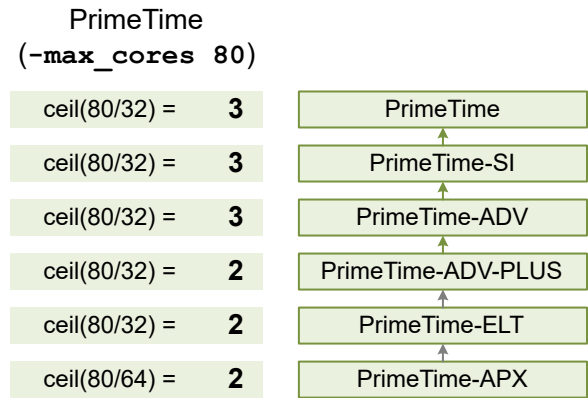 PrimeTime
(-max_cores 80)
ceil(80/32) = 3 PrimeTime
ceil(80/32) = 3 PrimeTime-SI
ceil(80/32) = 3 PrimeTime-ADV
ceil(80/32) = 2 PrimeTime-ADV-PLUS
ceil(80/32) = 2 PrimeTime-ELT
ceil(80/64) = 2 PrimeTime-APX